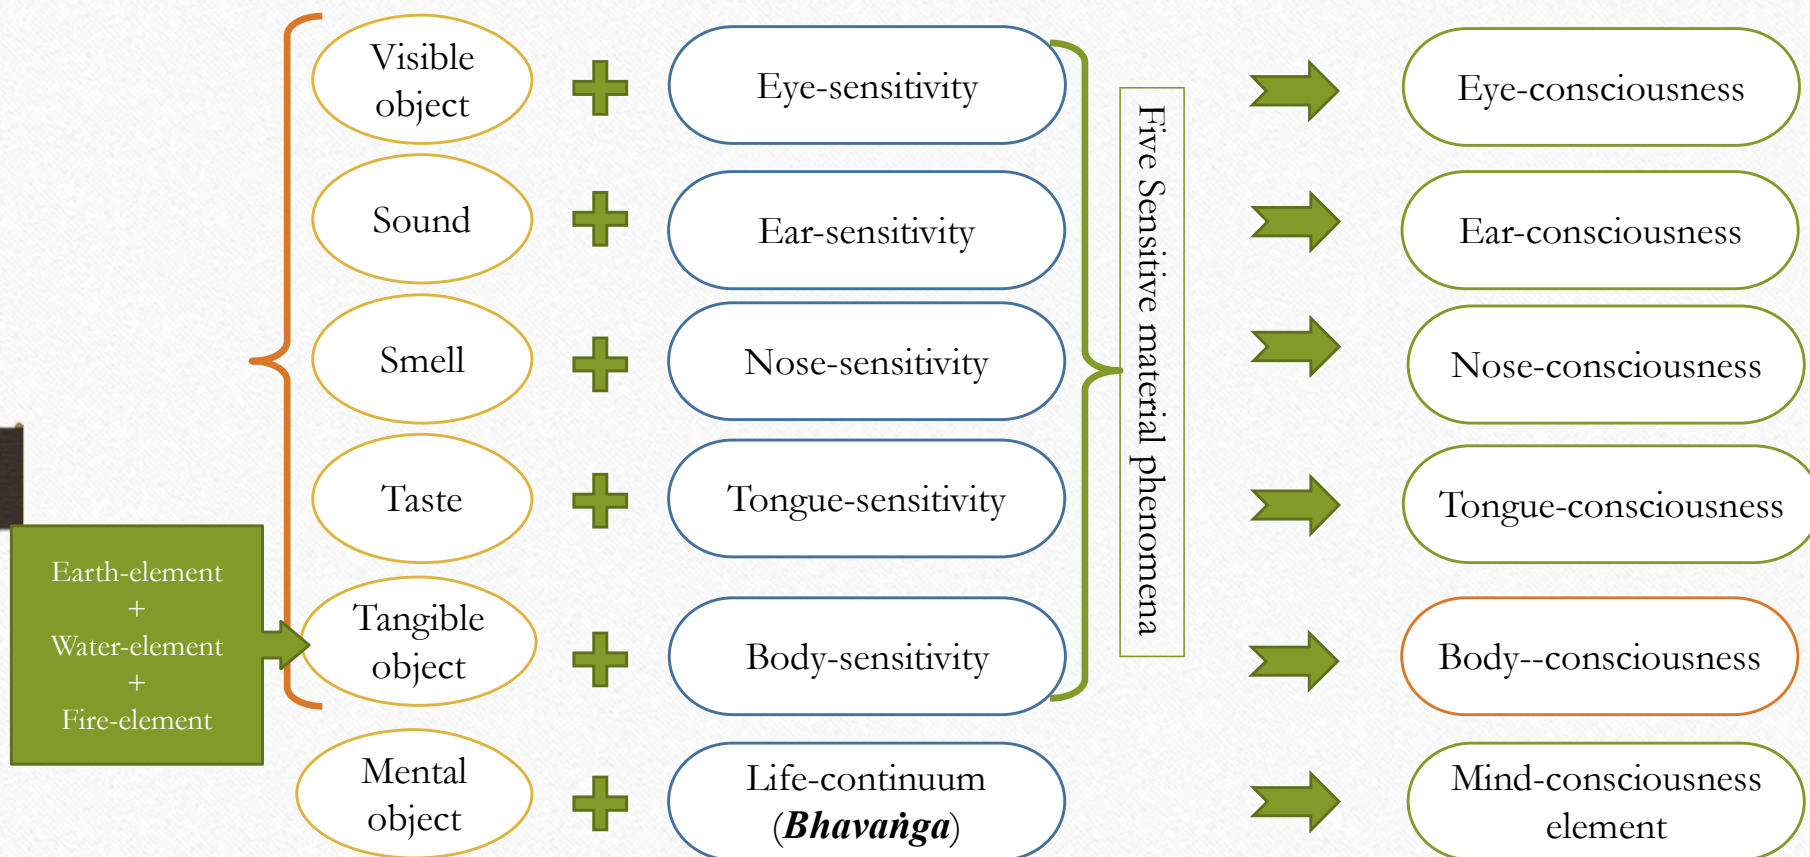 Visible
object
Eye-sensitivity
Eye-consciousness
Sound
Ear-sensitivity
Ear-consciousness
Smell
Nose-sensitivity
Nose-consciousness
Taste
Tongue-sensitivity
Tongue-consciousness
Earth-element
+
Water-element
+
Fire-element
Tangible
object
Body-sensitivity
Body--consciousness
Mental
object
Life-continuum
(Bhavaṅga)
Mind-consciousness
element
Five Sensitive material phenomena